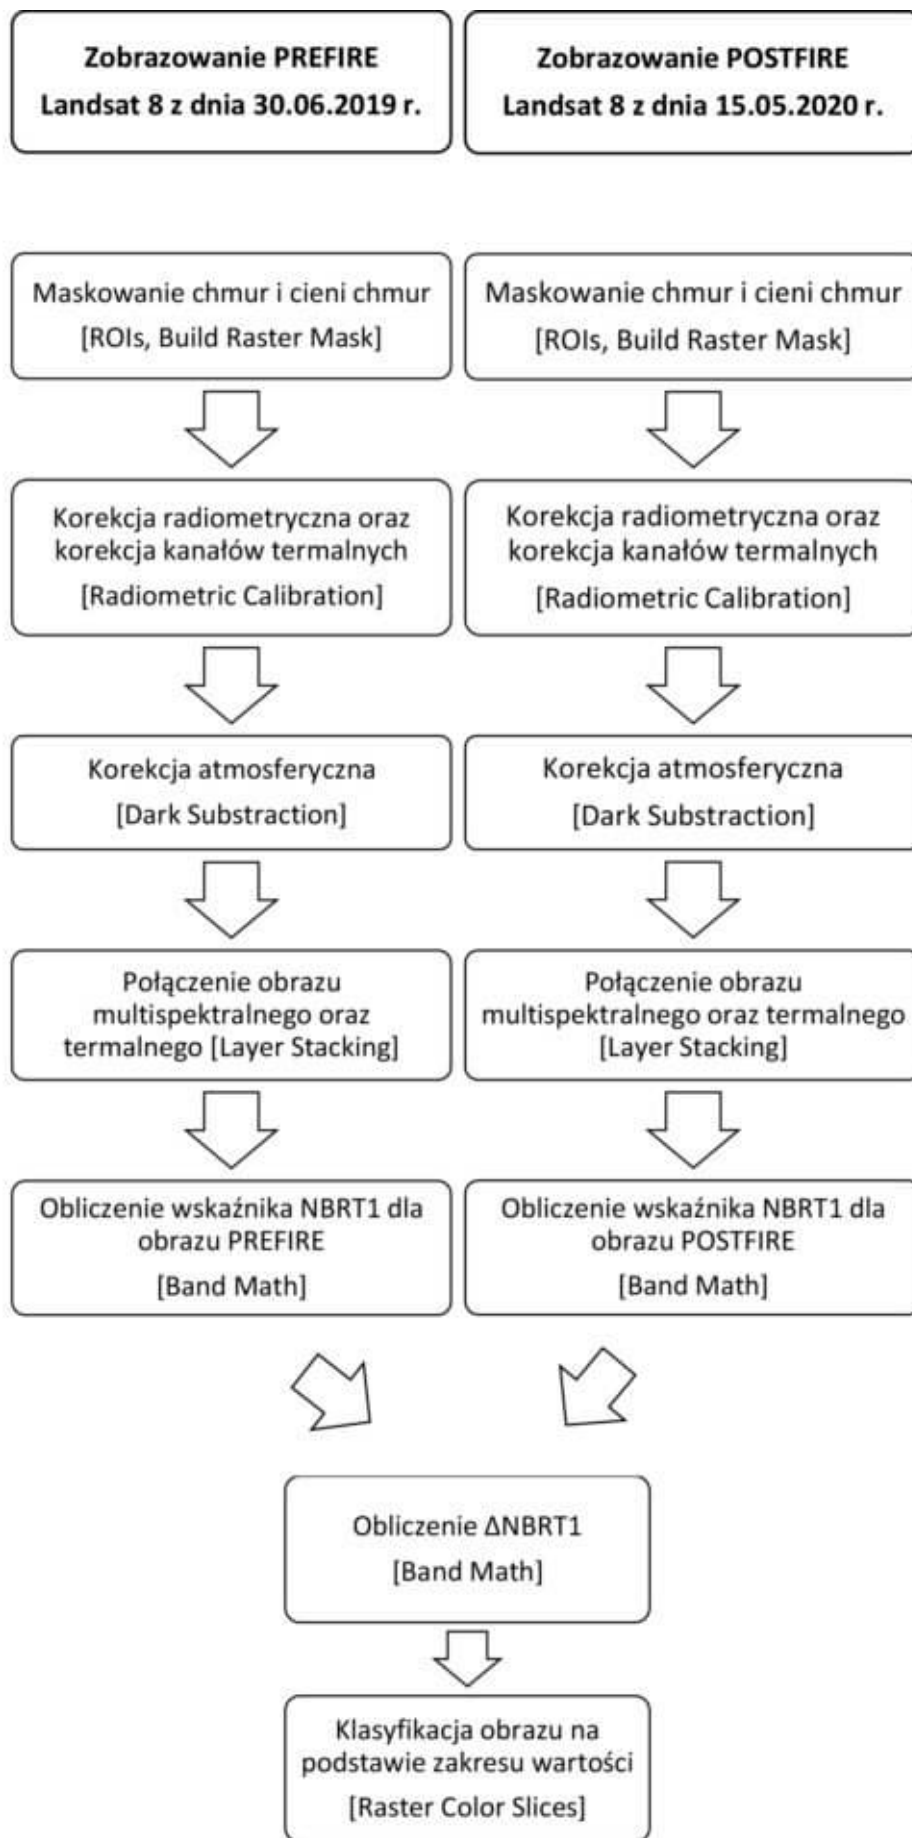 Zobrazowanie PREFIRE
Landsat 8 z dnia 30.06.2019 r.
Zobrazowanie POSTFIRE
Landsat 8 z dnia 15.05.2020 r.
Maskowanie chmur i cieni chmur
[ROIs, Build Raster Mask]
Maskowanie chmur i cieni chmur
[ROIs, Build Raster Mask]
Korekcja radiometryczna oraz
korekcja kanałów termalnych
[Radiometric Calibration]
Korekcja radiometryczna oraz
korekcja kanałów termalnych
[Radiometric Calibration]
Korekcja atmosferyczna
[Dark Substraction]
Korekcja atmosferyczna
[Dark Substraction]
Połączenie obrazu
multispektralnego oraz
termalnego [Layer Stacking]
Połączenie obrazu
multispektralnego oraz termalnego
[Layer Stacking]
Obliczenie wskaźnika NBRT1 dla
obrazu PREFIRE
[Band Math]
Obliczenie wskaźnika NBRT1 dla
obrazu POSTFIRE
[Band Math]
Obliczenie ΔNBRT1
[Band Math]
Klasyfikacja obrazu na
podstawie zakresu wartości
[Raster Color Slices]